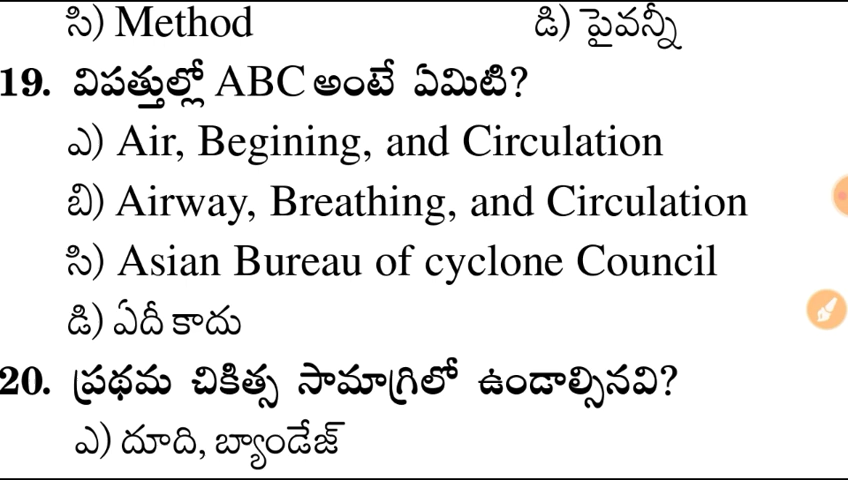 సి) Method డి) పైవన్నీ
19. విపత్తుల్లో ABC అంటే ఏమిటి?
ఎ) Air, Begining, and Circulation
బి) Airway, Breathing, and Circulation
సి) Asian Bureau of cyclone Council
డి) ఏదీ కాదు
20. ప్రథమ చికిత్స సామాగ్రిలో ఉండాల్సినవి?
ఎ) దూది, బ్యాండేజ్